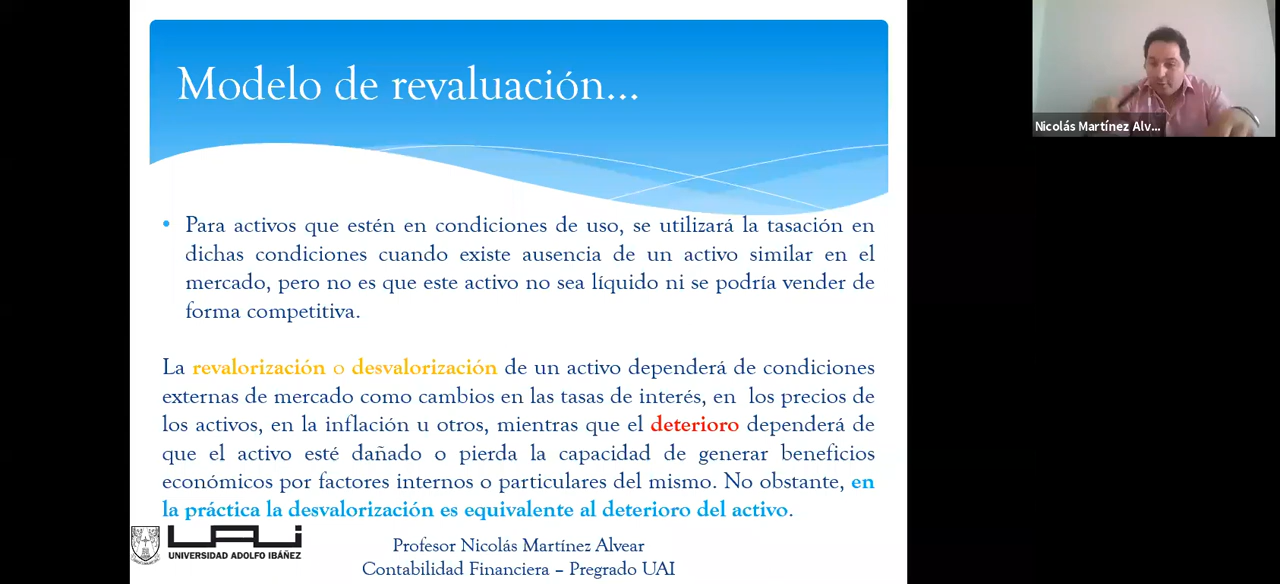 Modelo de revaluación...
Nicolás Martínez Alv...
• Para activos que estén en condiciones de uso, se utilizará la tasación en
dichas condiciones cuando existe ausencia de un activo similar en el
mercado, pero no es que este activo no sea líquido ni se podría vender de
forma competitiva.
La revalorización o desvalorización de un activo dependerá de condiciones
externas de mercado como cambios en las tasas de interés, en los precios de
los activos, en la inflación u otros, mientras que el deterioro dependerá de
que el activo esté dañado o pierda la capacidad de generar beneficios
económicos por factores internos o particulares del mismo. No obstante, en
la práctica la desvalorización es equivalente al deterioro del activo.
UAI
UNIVERSIDAD ADOLFO IBÁÑEZ
Profesor Nicolás Martínez Alvear
Contabilidad Financiera – Pregrado UAI